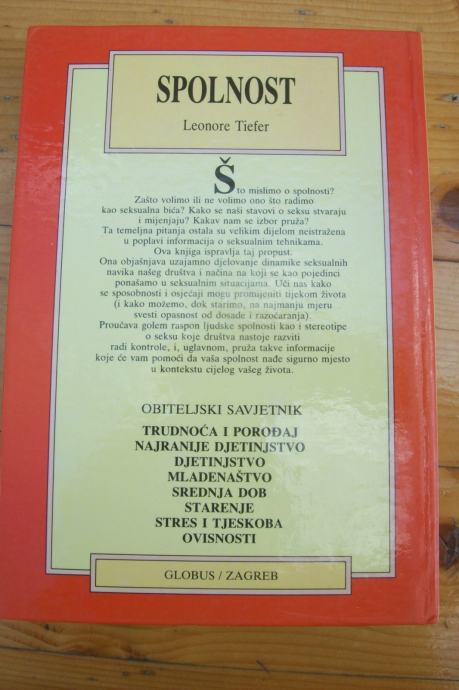 SPOLNOST
Leonore Tiefer
Što mislimo o spolnosti?
Zašto volimo ili ne volimo ono što radimo
kao seksualna bića? Kako se naši stavovi o seksu stvaraju
i mijenjaju? Kakav nam se izbor pruža?
Ta temeljna pitanja ostala su velikim dijelom neistražena
u poplavi informacija o seksualnim tehnikama.
Ova knjiga ispravlja taj propust.
Ona objašnjava uzajamno djelovanje dinamike seksualnih
navika našeg društva i načina na koji se kao pojedinci
ponašamo u seksualnim situacijama. Uči nas kako
se sposobnosti i osjećaji mogu promijeniti tijekom života
(i kako možemo, dok starimo, na najmanju mjeru
svesti opasnost od dosade i razočaranja).
Proučava golem raspon ljudske spolnosti kao i stereotipe
o seksu koje društva nastoje razviti
radi kontrole, i, uglavnom, pruža takve informacije
koje će vam pomoći da vaša spolnost nađe sigurno mjesto
u kontekstu cijelog vašeg života.
OBITELJSKI SAVJETNIK
TRUDNOĆA I POROĐAJ
NAJRANIJE DJETINJSTVO
DJETINJSTVO
MLADENAŠTVO
SREDNJA DOB
STARENJE
STRES I TJESKOBA
OVISNOSTI
GLOBUS / ZAGREB